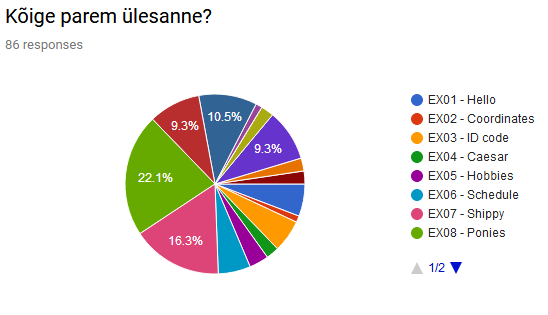 Kõige parem ülesanne?
86 responses
10.5%
9.3%
9.3%
22.1%
16.3%
EX01 - Hello
EX02 - Coordinates
EX03 - ID code
EX04 - Caesar
EX05 - Hobbies
EX06 - Schedule
EX07 - Shippy
EX08 - Ponies
1/2